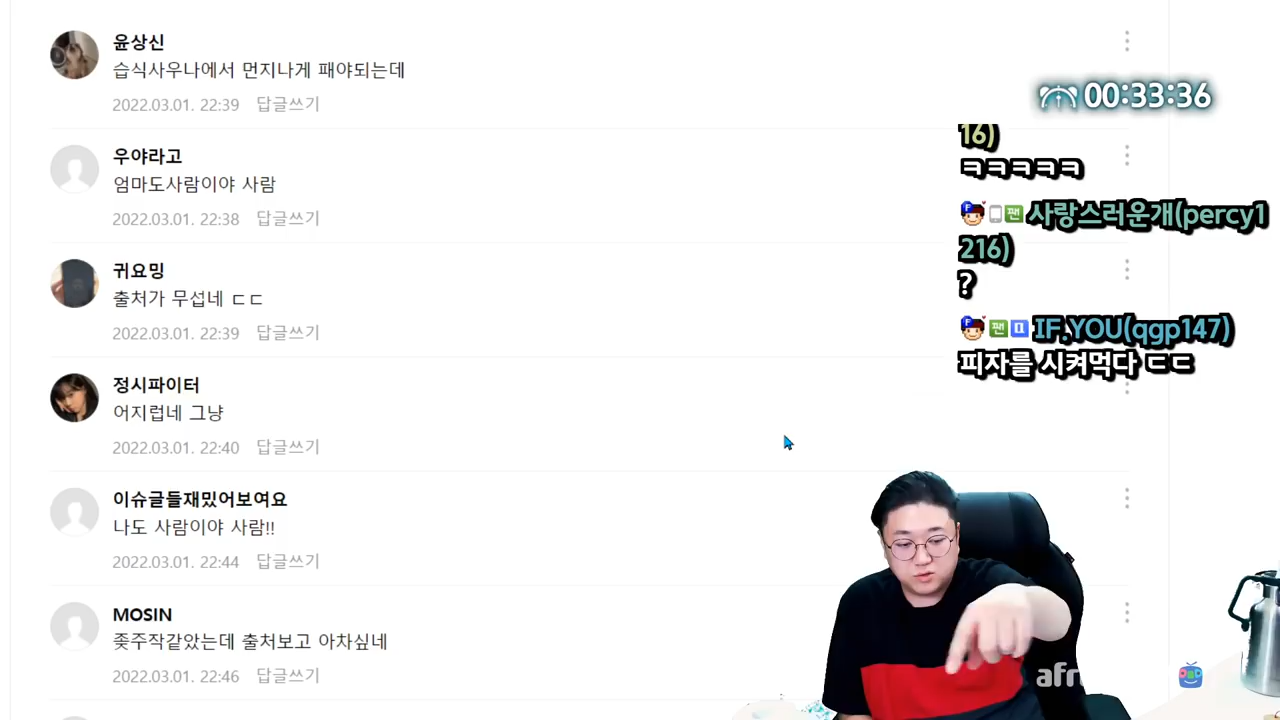 윤상신
습식사우나에서 먼지나게 패야되는데
2022.03.01. 22:39 답글쓰기
우야라고
엄마도사람이야 사람
2022.03.01. 22:38 답글쓰기
귀요밍
출처가 무섭네 ㄷㄷ
2022.03.01. 22:39 답글쓰기
정시파이터
어지럽네 그냥
2022.03.01. 22:40 답글쓰기
이슈글들재밌어보여요
나도 사람이야 사람!!
2022.03.01. 22:44 답글쓰기
MOSIN
좃주작같았는데 출처보고 아차싶네
2022.03.01. 22:46 답글쓰기
00:33:36
16)
ㅋㅋㅋㅋㅋ
F 팬 사랑스러운개(percy1
216)
?
F 팬 IF.YOU(qgp147)
피자를 시켜먹다 ㄷㄷ
afr